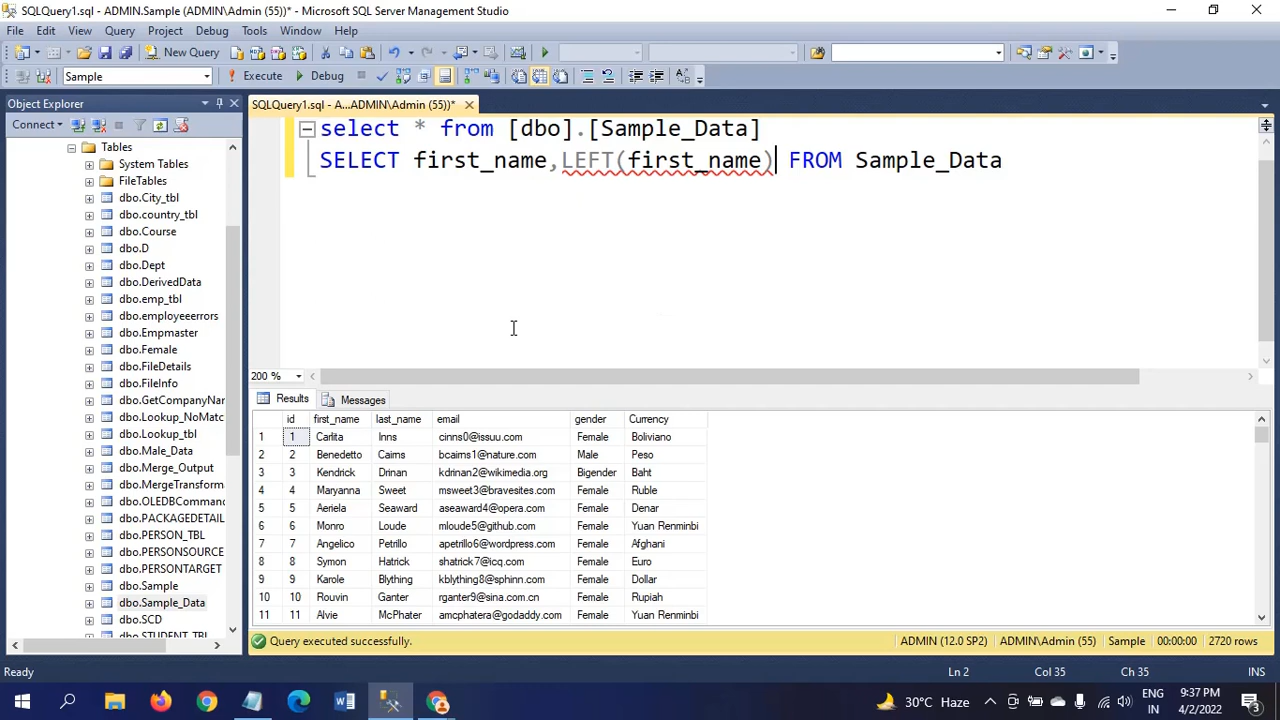 SQLQuery1.sql - ADMIN.Sample (ADMIN\Admin (55))* - Microsoft SQL Server Management Studio
File Edit View Query Project Debug Tools Window Help
New Query
Sample Execute Debug
Object Explorer
SQLQuery1.sql - A...ADMIN\Admin (55))*
Connect
Tables
System Tables
FileTables
dbo.City_tbl
dbo.country_tbl
dbo.Course
dbo.D
dbo.Dept
dbo.DerivedData
dbo.emp_tbl
dbo.employeeerrors
dbo.Empmaster
dbo.Female
dbo.FileDetails
dbo.FileInfo
dbo.GetCompanyNar
dbo.Lookup_NoMatc
dbo.Lookup_tbl
dbo.Male_Data
dbo.Merge_Output
dbo.MergeTransform
dbo.OLEDBCommand
dbo.PACKAGEDETAIL
dbo.PERSON_TBL
dbo.PERSONSOURCE
dbo.PERSONTARGET
dbo.Sample
dbo.Sample_Data
dbo.SCD
dbo.STUDENT_TBL
select * from [dbo].[Sample_Data]
SELECT first_name,LEFT(first_name) FROM Sample_Data
200 %
Results Messages
id first_name last_name email gender Currency
1 1 Carlita Inns cinns0@issuu.com Female Boliviano
2 2 Benedetto Cairns bcairns1@nature.com Male Peso
3 3 Kendrick Drinan kdrinan2@wikimedia.org Bigender Baht
4 4 Maryanna Sweet msweet3@bravesites.com Female Ruble
5 5 Aeriela Seaward aseaward4@opera.com Female Denar
6 6 Monro Loude mloude5@github.com Female Yuan Renminbi
7 7 Angelico Petrillo apetrillo6@wordpress.com Female Afghani
8 8 Symon Hatrick shatrick7@icq.com Female Euro
9 9 Karole Blything kblything8@sphinn.com Female Dollar
10 10 Rouvin Ganter rganter9@sina.com.cn Female Rupiah
11 11 Alvie McPhater amcphatera@godaddy.com Female Yuan Renminbi
Query executed successfully. ADMIN (12.0 SP2) ADMIN\Admin (55) Sample 00:00:00 2720 rows
Ready Ln 2 Col 35 Ch 35 INS
30°C Haze ENG 9:37 PM
IN 4/2/2022 3